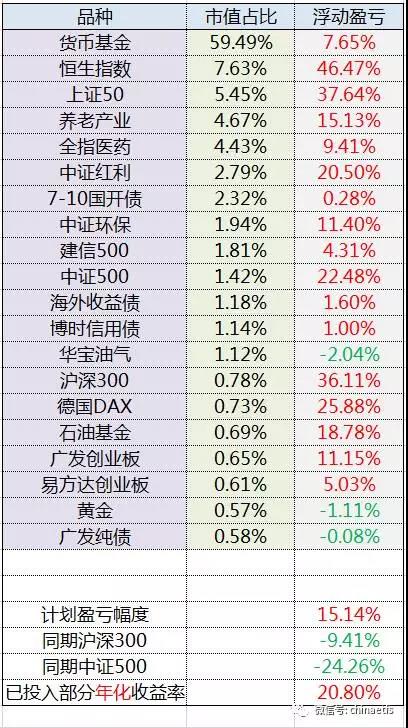 品种 市值占比 浮动盈亏
货币基金 59.49% 7.65%
恒生指数 7.63% 46.47%
上证50 5.45% 37.64%
养老产业 4.67% 15.13%
全指医药 4.43% 9.41%
中证红利 2.79% 20.50%
7-10国开债 2.32% 0.28%
中证环保 1.94% 11.40%
建信500 1.81% 4.31%
中证500 1.42% 22.48%
海外收益债 1.18% 1.60%
博时信用债 1.14% 1.00%
华宝油气 1.12% -2.04%
沪深300 0.78% 36.11%
德国DAX 0.73% 25.88%
石油基金 0.69% 18.78%
广发创业板 0.65% 11.15%
易方达创业板 0.61% 5.03%
黄金 0.57% -1.11%
广发纯债 0.58% -0.08%
计划盈亏幅度 15.14%
同期沪深300 -9.41%
同期中证500 -24.26%
已投入部分年化收益率 20.80%
微信号: chinaetfs